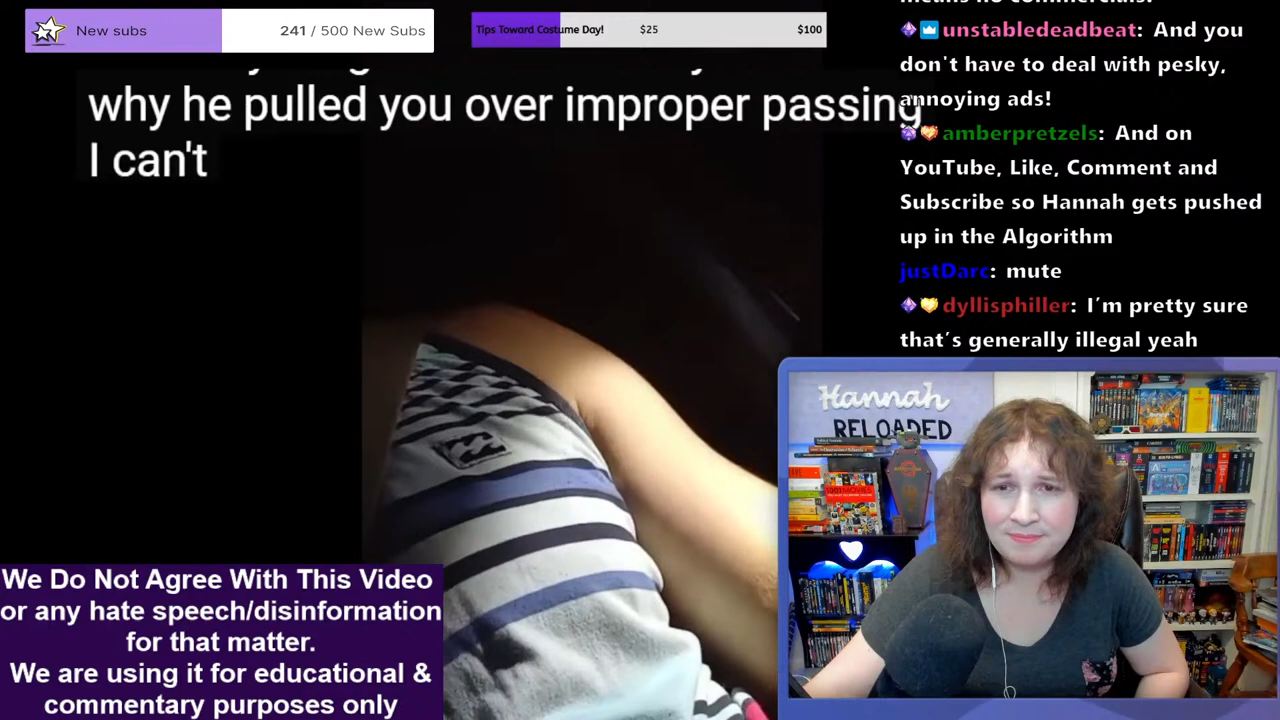 New subs
241 / 500 New Subs
Tips Toward Costume Day!
$25
$100
why he pulled you over improper passing
I can't
means no commercials.
unstabledeadbeat: And you
don't have to deal with pesky,
annoying ads!
amberpretzels: And on
YouTube, Like, Comment and
Subscribe so Hannah gets pushed
up in the Algorithm
justDarc: mute
dyllisphiller: I'm pretty sure
that's generally illegal yeah
Hannah
RELOADED
We Do Not Agree With This Video
or any hate speech/disinformation
for that matter.
We are using it for educational &
commentary purposes only